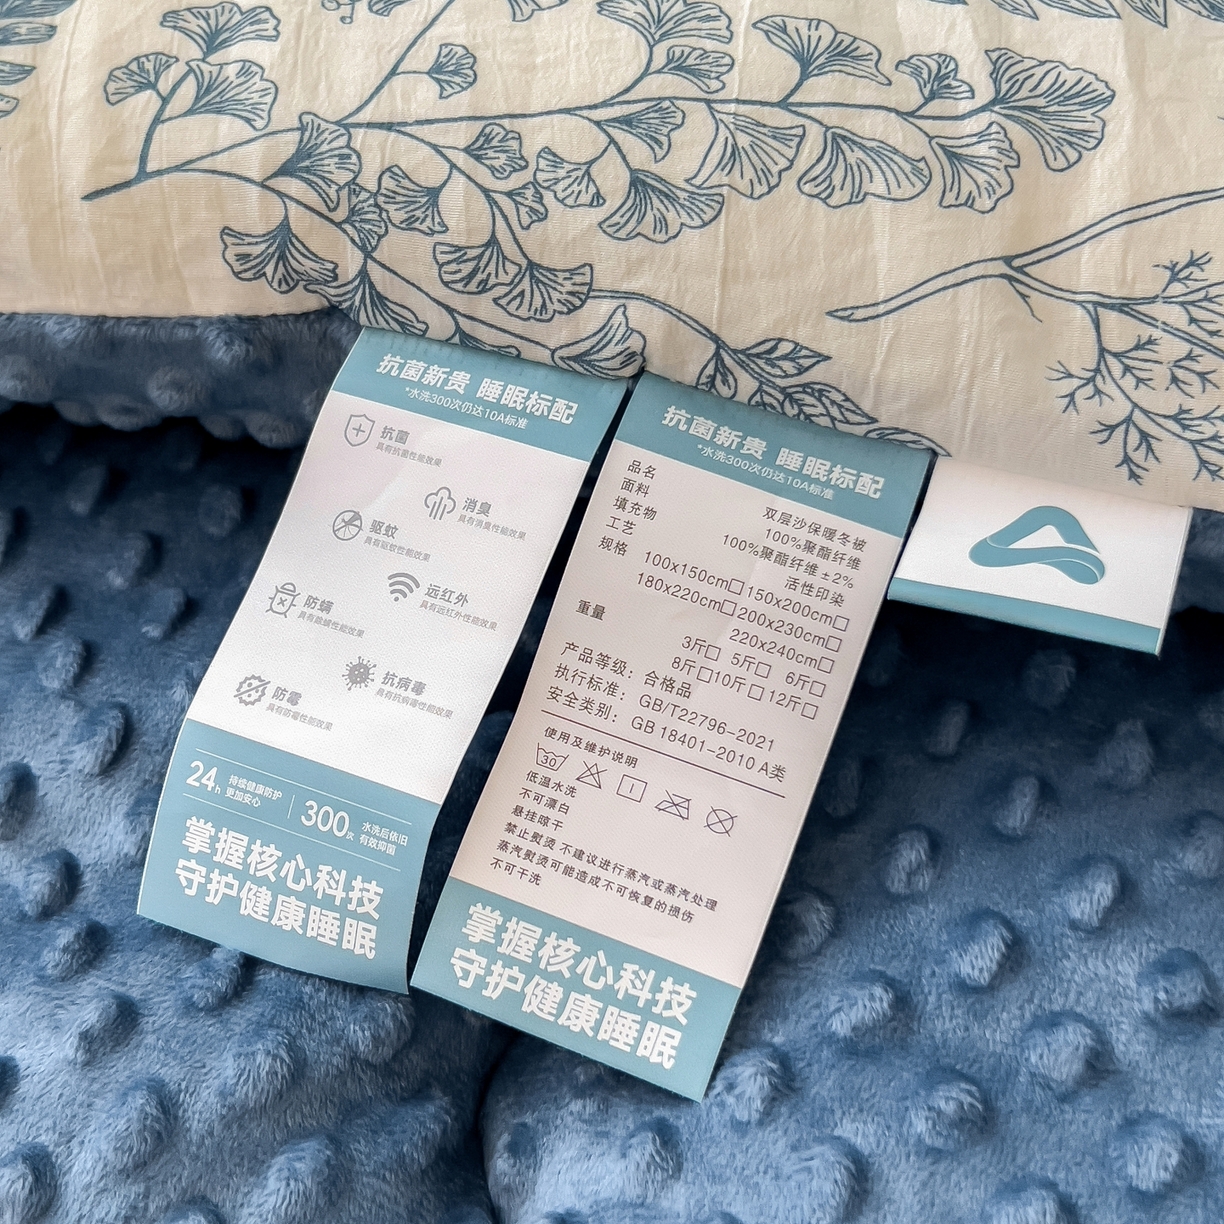 抗菌新贵 睡眠标配
*水洗300次仍达10A标准
抗菌
具有抗菌性能效果
消臭
具有消臭性能效果
驱蚊
具有驱蚊性能效果
远红外
具有远红外性能效果
防螨
具有防螨性能效果
抗病毒
具有抗病毒性能效果
防霉
具有防霉性能效果
24h 持续健康防护
更加安心
300次 水洗后依旧
有效抑菌
掌握核心科技
守护健康睡眠
抗菌新贵 睡眠标配
*水洗300次仍达10A标准
品名 双层沙保暖冬被
面料 100%聚酯纤维
填充物 100%聚酯纤维±2%
工艺 活性印染
规格 100x150cm□ 150x200cm□
180x220cm□ 200x230cm□
220x240cm□
重量 3斤□ 5斤□ 6斤□
8斤□ 10斤□ 12斤□
产品等级：合格品
执行标准：GB/T22796-2021
安全类别：GB 18401-2010 A类
使用及维护说明
30
低温水洗
不可漂白
悬挂晾干
禁止熨烫 不建议进行蒸汽或蒸汽处理
蒸汽熨烫可能造成不可恢复的损伤
不可干洗
掌握核心科技
守护健康睡眠